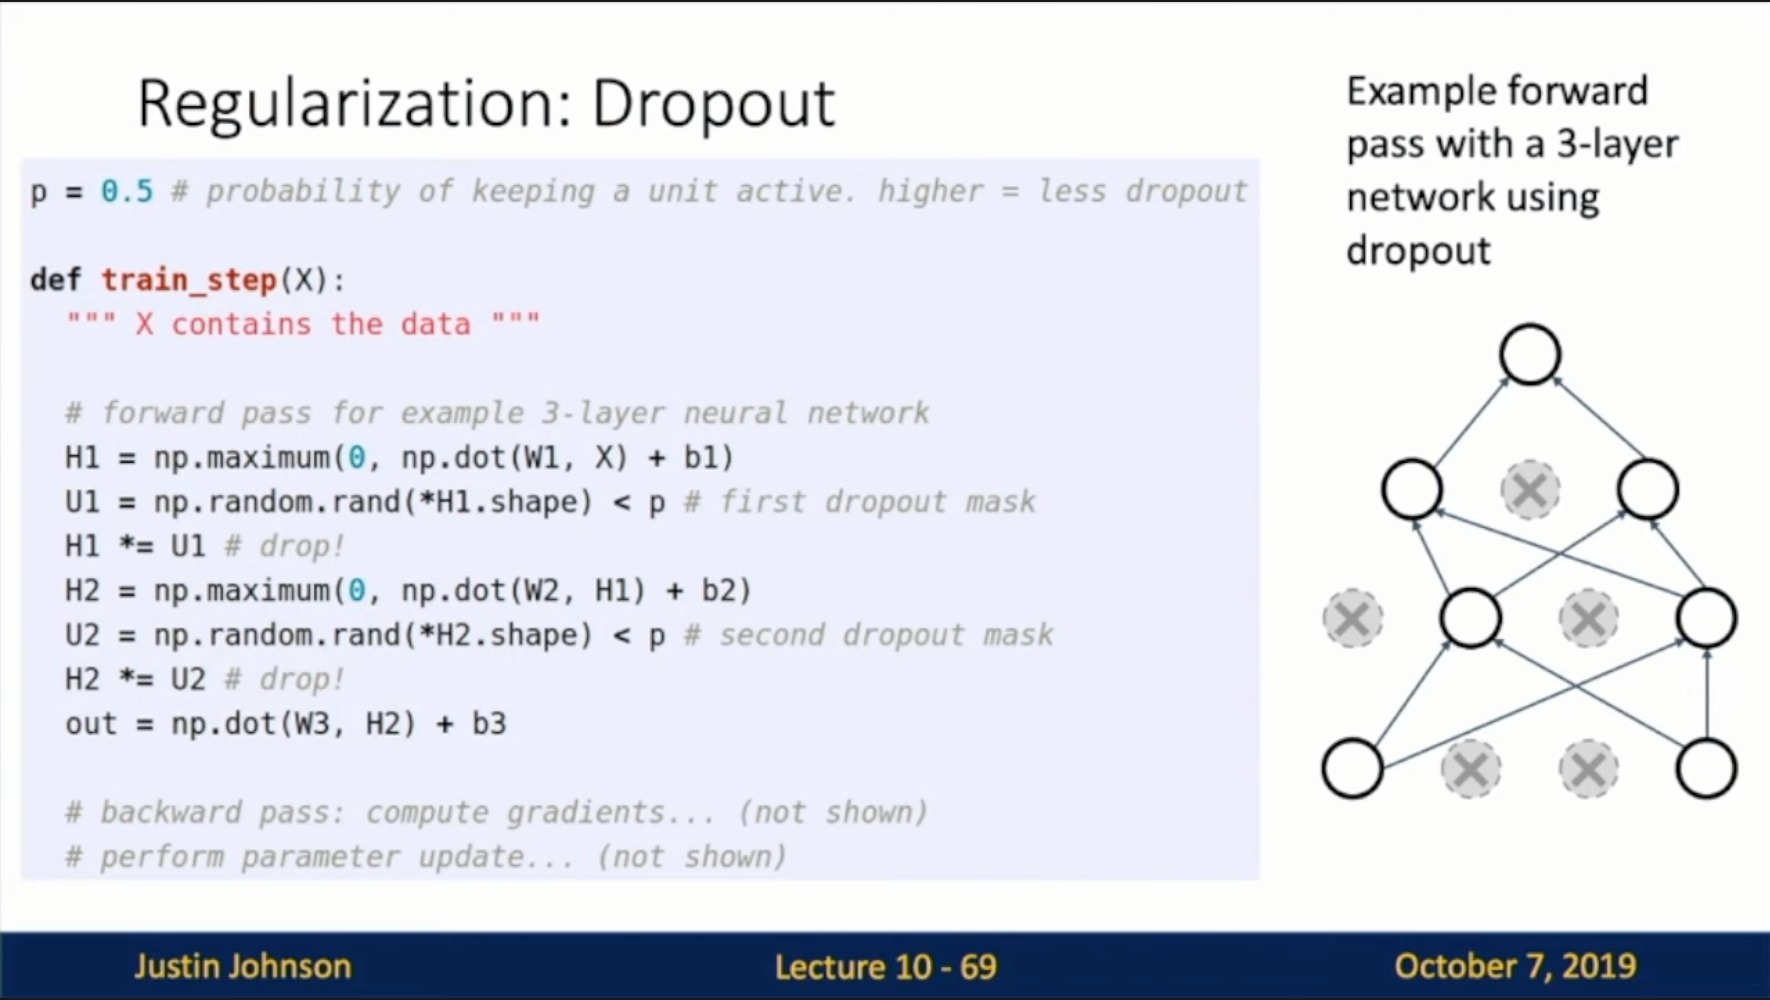 Regularization: Dropout
p = 0.5 # probability of keeping a unit active. higher = less dropout
def train_step(X):
""" X contains the data """
# forward pass for example 3-layer neural network
H1 = np.maximum(0, np.dot(W1, X) + b1)
U1 = np.random.rand(*H1.shape) < p # first dropout mask
H1 *= U1 # drop!
H2 = np.maximum(0, np.dot(W2, H1) + b2)
U2 = np.random.rand(*H2.shape) < p # second dropout mask
H2 *= U2 # drop!
out = np.dot(W3, H2) + b3
# backward pass: compute gradients... (not shown)
# perform parameter update... (not shown)
Example forward
pass with a 3-layer
network using
dropout
Justin Johnson
Lecture 10 - 69
October 7, 2019